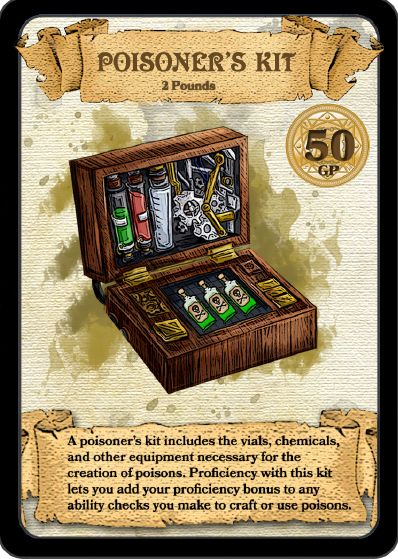 POISONER'S KIT
2 Pounds
50
GP
A poisoner's kit includes the vials, chemicals,
and other equipment necessary for the
creation of poisons. Proficiency with this kit
lets you add your proficiency bonus to any
ability checks you make to craft or use poisons.